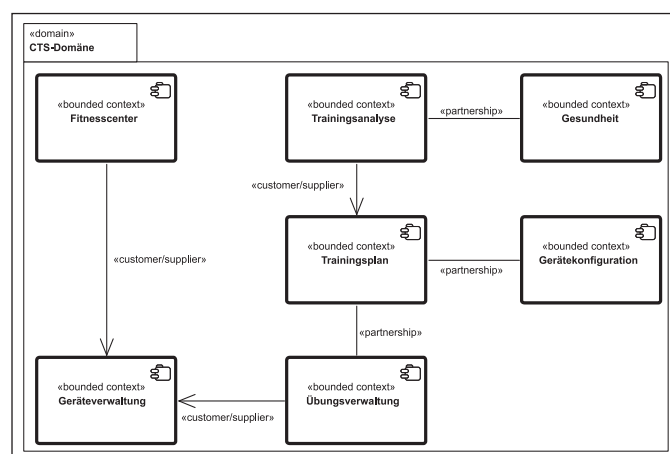 «domain»
CTS-Domäne
«bounded context»
Fitnesscenter
«bounded context»
Trainingsanalyse
«partnership»
«bounded context»
Gesundheit
«customer/supplier»
«bounded context»
Trainingsplan
«partnership»
«bounded context»
Gerätekonfiguration
«customer/supplier»
«partnership»
«bounded context»
Geräteverwaltung
«customer/supplier»
«bounded context»
Übungsverwaltung